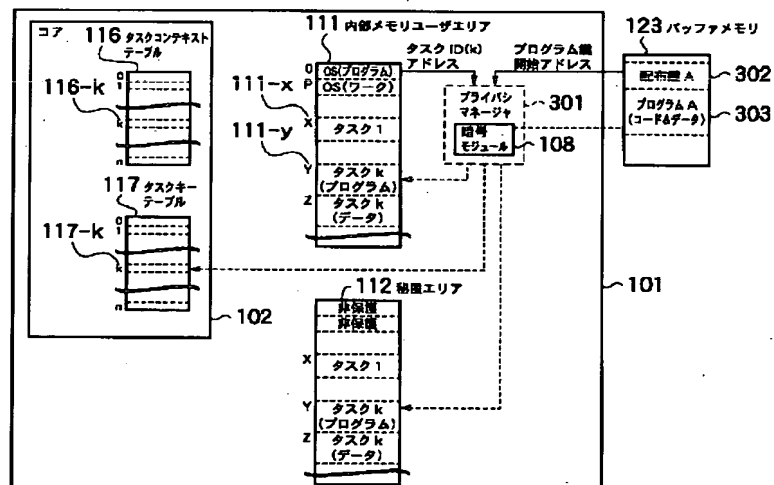 コア
116 タスクコンテキスト
テーブル
0
1
116-k
k
n
117 タスクキー
テーブル
0
1
117-k
k
n
102
111 内部メモリユーザエリア
0 OS(プログラム)
P OS(ワーク)
111-x
X
タスク1
111-y
Y タスクk
(プログラム)
Z タスクk
(データ)
タスクID(k)
アドレス
プログラム鍵
開始アドレス
プライバシ
マネージャ
301
暗号
モジュール
108
123 バッファメモリ
配布鍵A
302
プログラムA
(コード&データ)
303
101
112 秘匿エリア
非保護
非保護
X タスク1
Y タスクk
(プログラム)
Z タスクk
(データ)